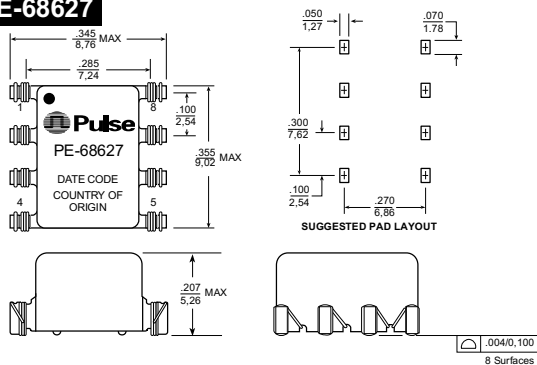 PE-68627
.345
8,76 MAX
.285
7,24
1
8
.100
2,54
Pulse
PE-68627
DATE CODE
COUNTRY OF
ORIGIN
4
5
.355
9,02 MAX
.050
1,27
.070
1.78
.300
7,62
.100
2,54
.270
6,86
SUGGESTED PAD LAYOUT
.207
5,26 MAX
.004/0,100
8 Surfaces